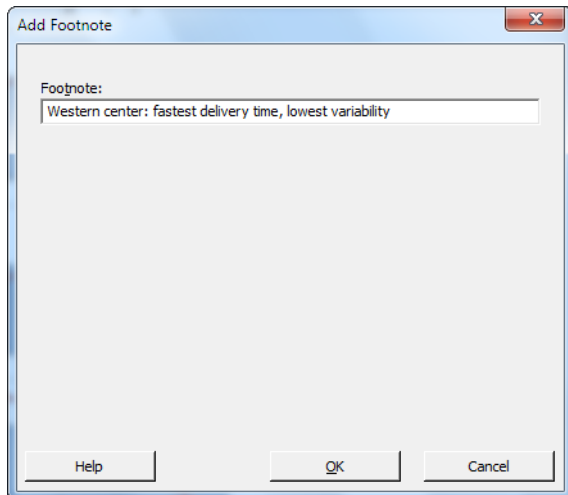 Add Footnote
Footnote:
Western center: fastest delivery time, lowest variability
Help
OK
Cancel